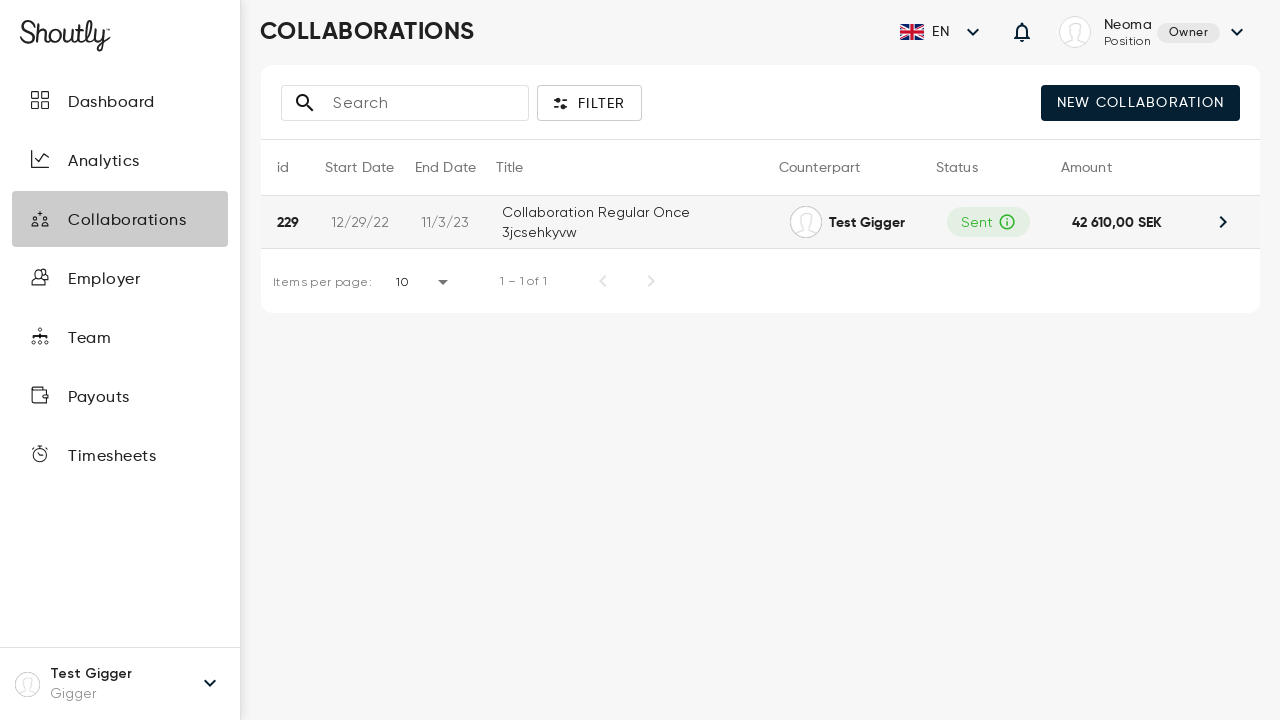 Shoutly
COLLABORATIONS
EN
Neoma
Position
Owner
Dashboard
Analytics
Collaborations
Employer
Team
Payouts
Timesheets
Search
FILTER
NEW COLLABORATION
id Start Date End Date Title Counterpart Status Amount
229 12/29/22 11/3/23 Collaboration Regular Once
3jcsehkyvw
Test Gigger Sent 42 610,00 SEK
Items per page: 10 1 – 1 of 1
Test Gigger
Gigger